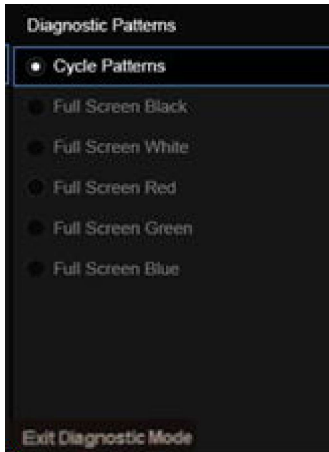 Diagnostic Patterns
Cycle Patterns
Full Screen Black
Full Screen White
Full Screen Red
Full Screen Green
Full Screen Blue
Exit Diagnostic Mode